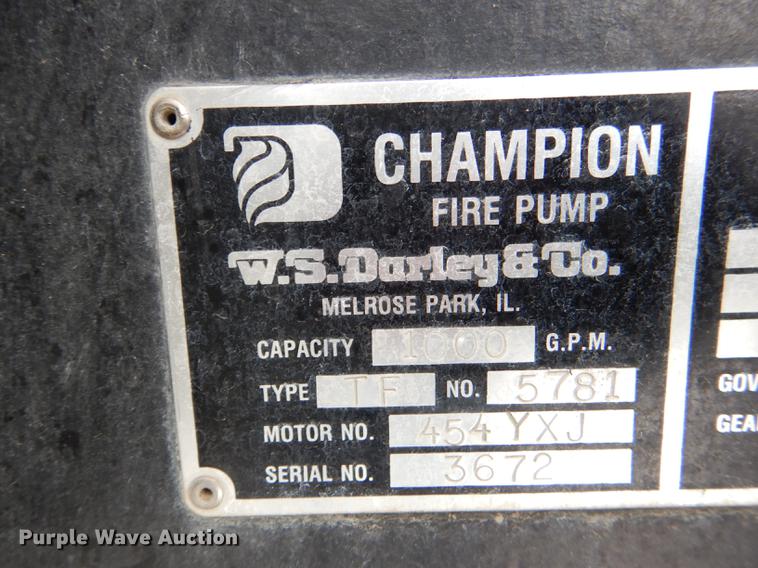 CHAMPION
FIRE PUMP
W.S. Darley & Co.
MELROSE PARK, IL.
CAPACITY 1000 G.P.M.
TYPE TF NO. 5781
MOTOR NO. 454 YXJ
SERIAL NO. 3672
GOV
GEA
Purple Wave Auction